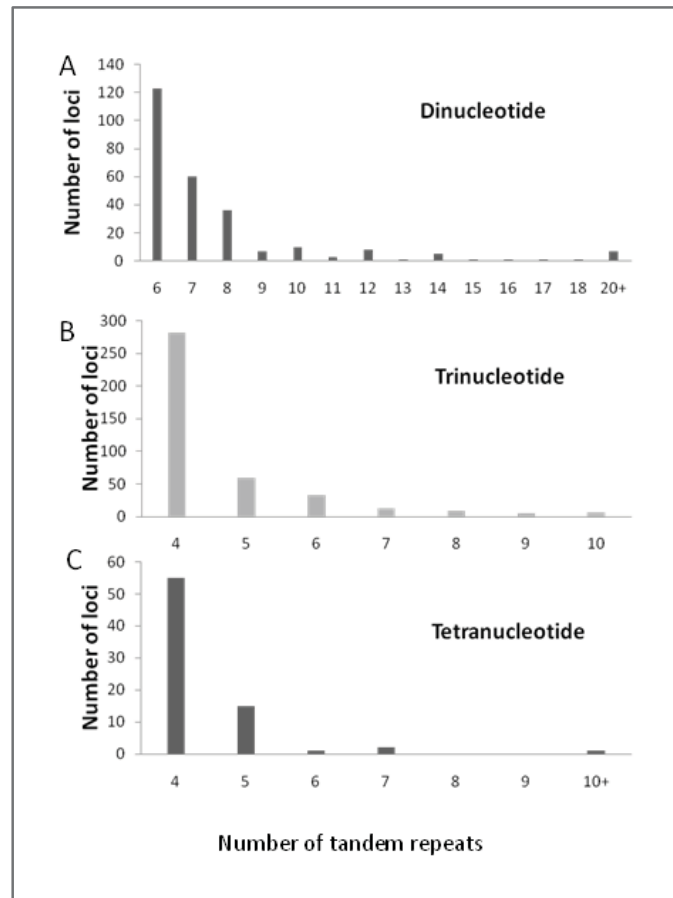 A
Number of loci
140
120
100
80
60
40
20
0
Dinucleotide
6 7 8 9 10 11 12 13 14 15 16 17 18 20+
B
Number of loci
300
250
200
150
100
50
0
Trinucleotide
4 5 6 7 8 9 10
C
Number of loci
60
50
40
30
20
10
0
Tetranucleotide
4 5 6 7 8 9 10+
Number of tandem repeats